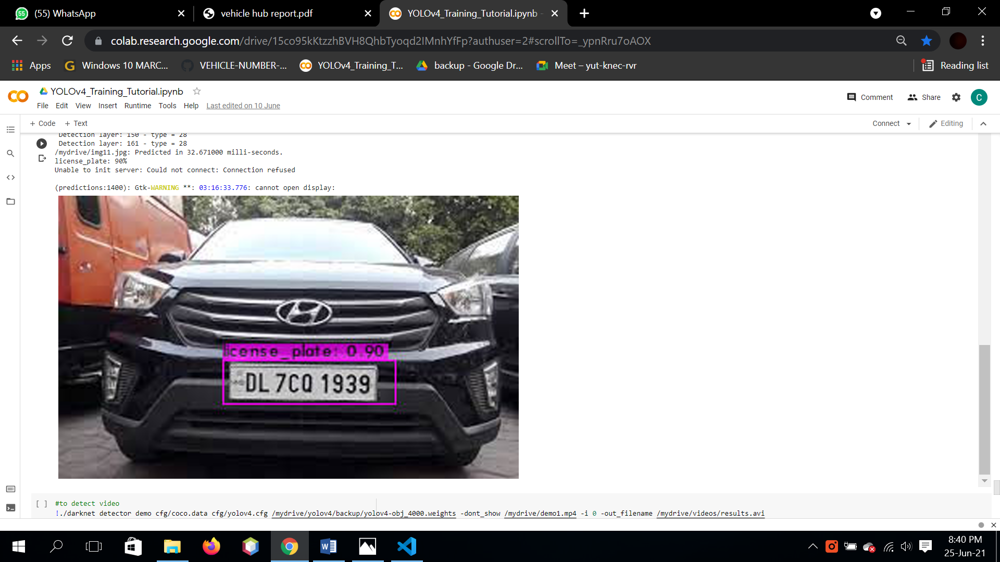 (55) WhatsApp
vehicle hub report.pdf
YOLOv4_Training_Tutorial.ipynb -
colab.research.google.com/drive/15co95kKtzzhBVH8QhbTyoqd2IMnhYfFp?authuser=2#scrollTo=_ypnRru7oAOX
Apps
Windows 10 MARC...
VEHICLE-NUMBER-...
YOLOv4_Training_T...
backup - Google Dr...
Meet – yut-knec-rvr
Reading list
YOLOv4_Training_Tutorial.ipynb
Comment
Share
C
File Edit View Insert Runtime Tools Help Last edited on 10 June
+ Code + Text
Connect
Editing
Detection layer: 150 - type = 28
Detection layer: 161 - type = 28
/mydrive/img11.jpg: Predicted in 32.671000 milli-seconds.
license_plate: 90%
Unable to init server: Could not connect: Connection refused
(predictions:1400): Gtk-WARNING **: 03:16:33.776: cannot open display:
license_plate: 0.90
DL 7CQ 1939
[ ] #to detect video
!./darknet detector demo cfg/coco.data cfg/yolov4.cfg /mydrive/yolov4/backup/yolov4-obj_4000.weights -dont_show /mydrive/demo1.mp4 -i 0 -out_filename /mydrive/videos/results.avi
8:40 PM
25-Jun-21